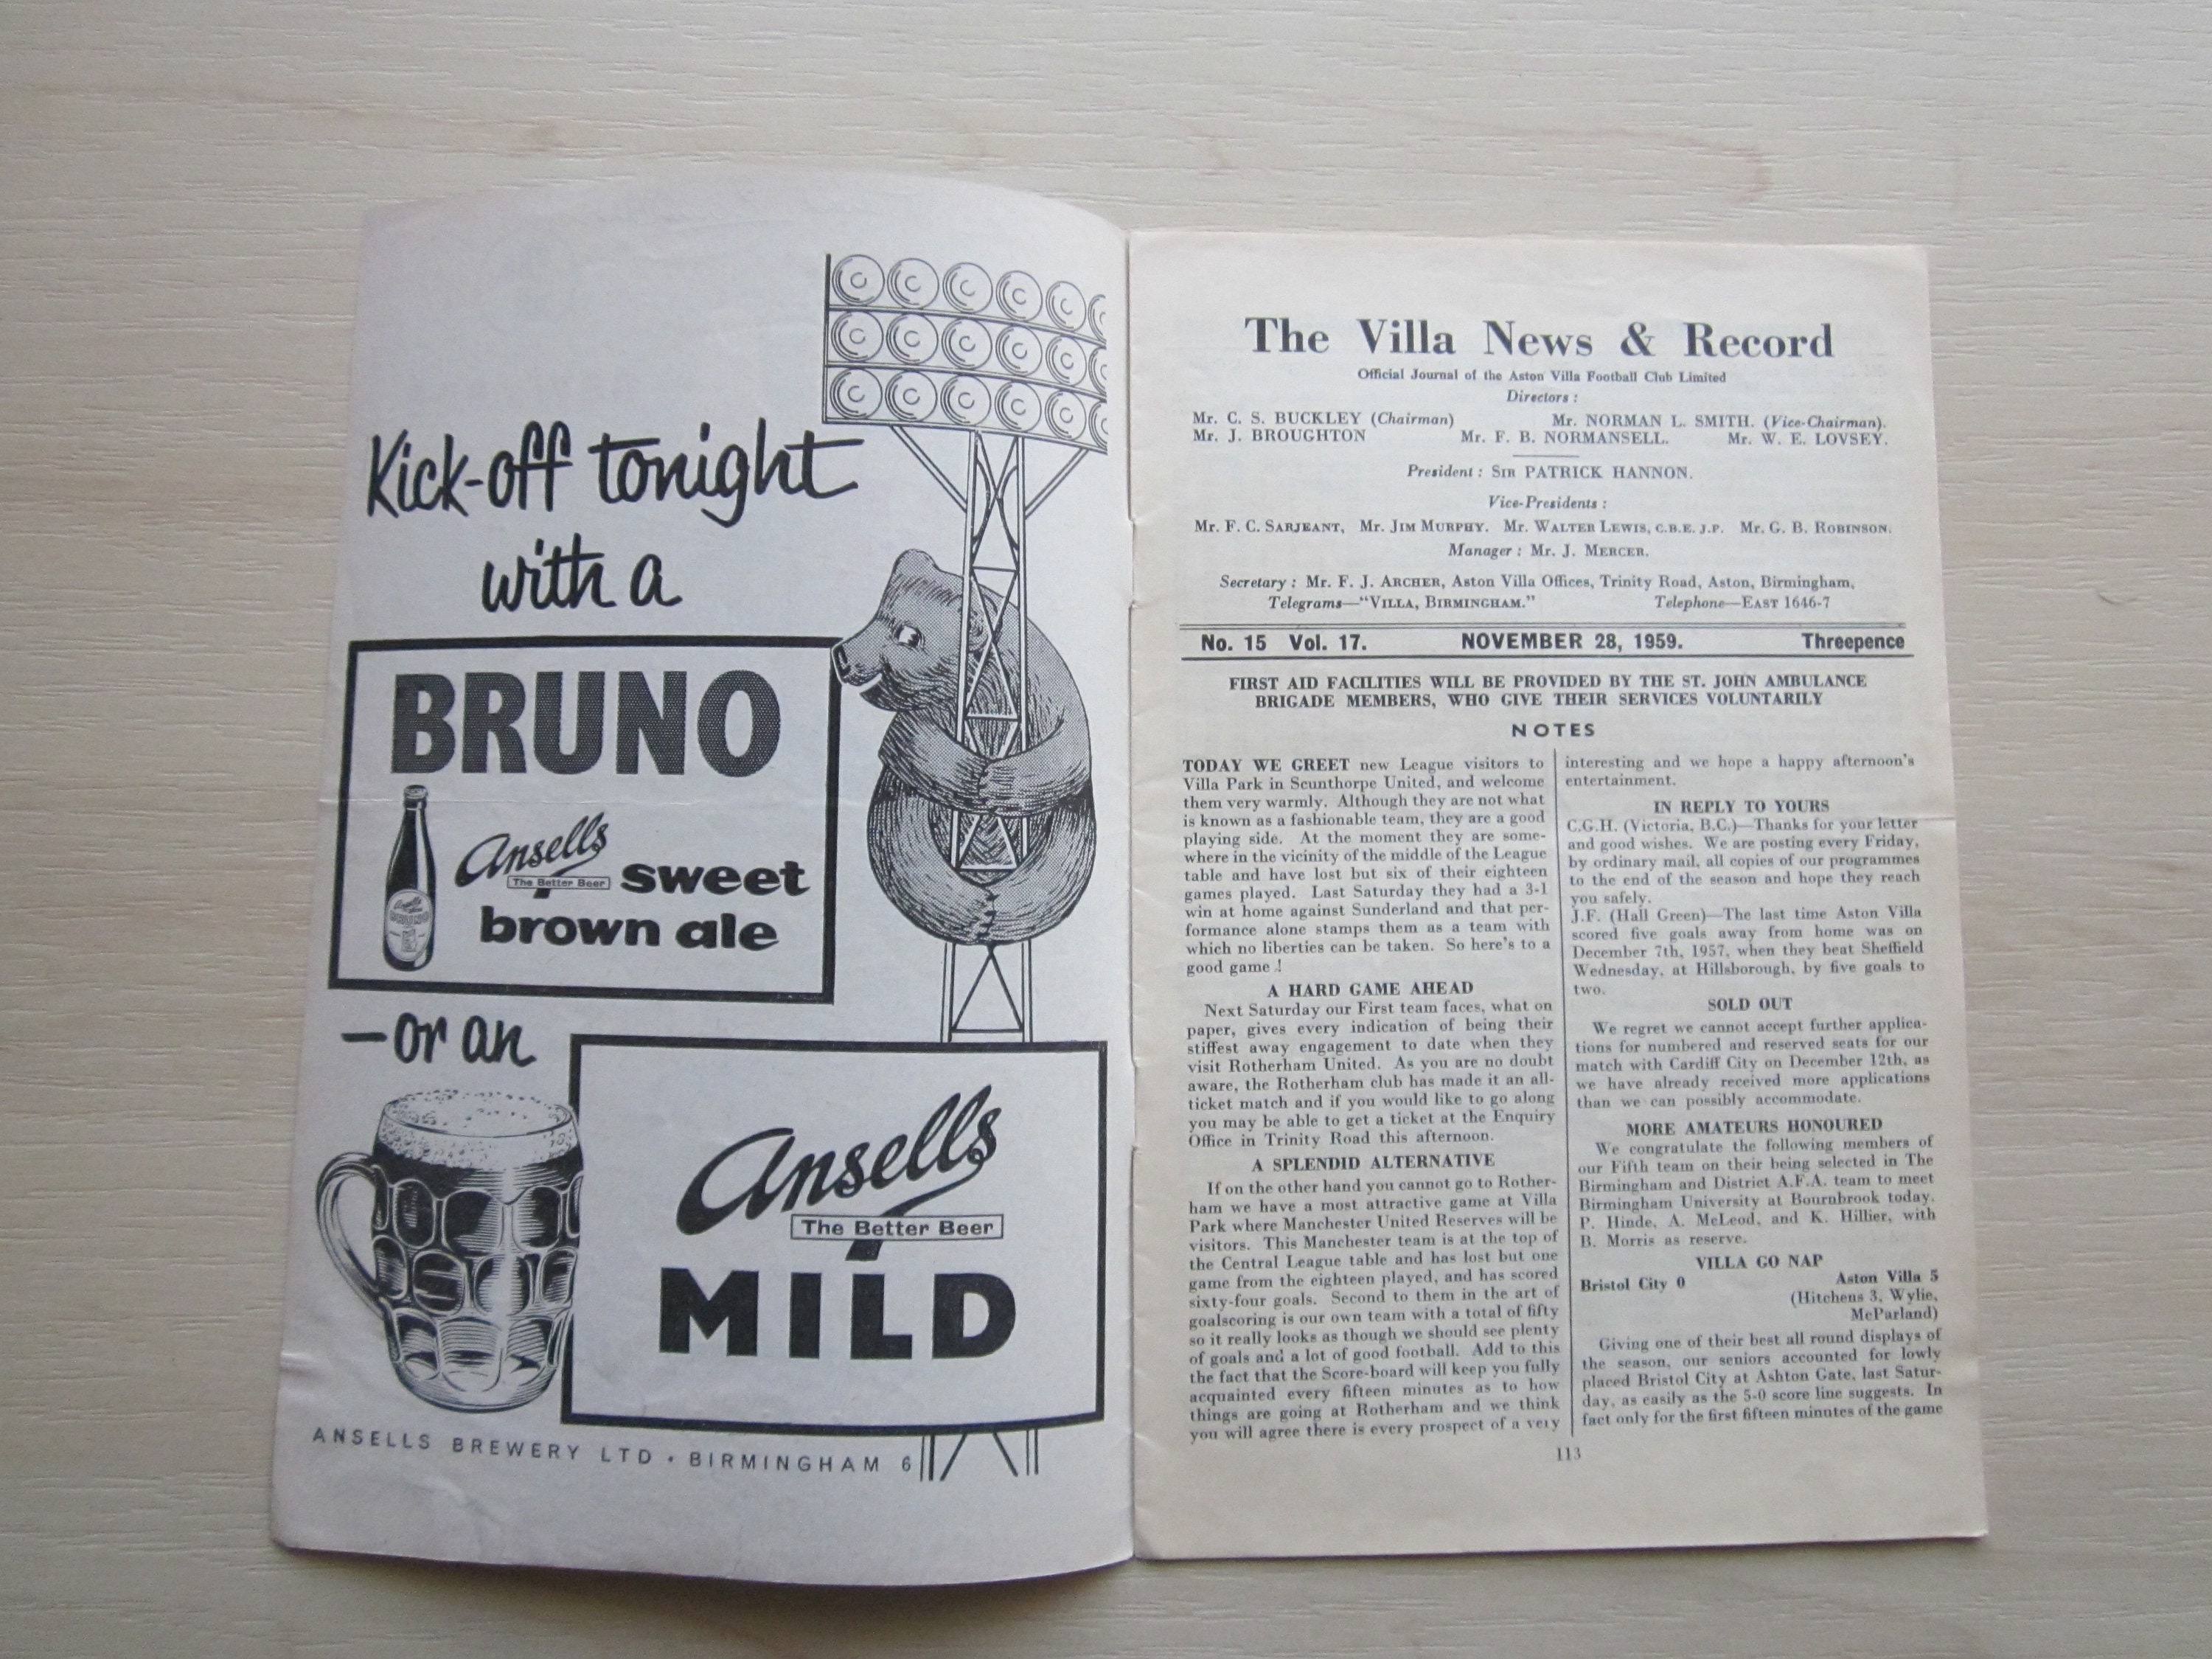 Kick-off tonight
with a
BRUNO
Ansells
The Better Beer
sweet
brown ale
BRUNO
—or an
Ansells
The Better Beer
MILD
ANSELLS BREWERY LTD • BIRMINGHAM 6
The Villa News & Record
Official Journal of the Aston Villa Football Club Limited
Directors :
Mr. C. S. BUCKLEY (Chairman) Mr. NORMAN L. SMITH. (Vice-Chairman).
Mr. J. BROUGHTON Mr. F. B. NORMANSELL. Mr. W. E. LOVSEY.
President : SIR PATRICK HANNON.
Vice-Presidents :
Mr. F. C. SARJEANT, Mr. JIM MURPHY. Mr. WALTER LEWIS, C.B.E. J.P. Mr. G. B. ROBINSON.
Manager : Mr. J. MERCER.
Secretary : Mr. F. J. ARCHER, Aston Villa Offices, Trinity Road, Aston, Birmingham,
Telegrams—"VILLA, BIRMINGHAM." Telephone—EAST 1646-7
No. 15 Vol. 17. NOVEMBER 28, 1959. Threepence
FIRST AID FACILITIES WILL BE PROVIDED BY THE ST. JOHN AMBULANCE
BRIGADE MEMBERS, WHO GIVE THEIR SERVICES VOLUNTARILY
NOTES
TODAY WE GREET new League visitors to
Villa Park in Scunthorpe United, and welcome
them very warmly. Although they are not what
is known as a fashionable team, they are a good
playing side. At the moment they are some-
where in the vicinity of the middle of the League
table and have lost but six of their eighteen
games played. Last Saturday they had a 3-1
win at home against Sunderland and that per-
formance alone stamps them as a team with
which no liberties can be taken. So here's to a
good game !
A HARD GAME AHEAD
Next Saturday our First team faces, what on
paper, gives every indication of being their
stiffest away engagement to date when they
visit Rotherham United. As you are no doubt
aware, the Rotherham club has made it an all-
ticket match and if you would like to go along
you may be able to get a ticket at the Enquiry
Office in Trinity Road this afternoon.
A SPLENDID ALTERNATIVE
If on the other hand you cannot go to Rother-
ham we have a most attractive game at Villa
Park where Manchester United Reserves will be
visitors. This Manchester team is at the top of
the Central League table and has lost but one
game from the eighteen played, and has scored
sixty-four goals. Second to them in the art of
goalscoring is our own team with a total of fifty
so it really looks as though we should see plenty
of goals and a lot of good football. Add to this
the fact that the Score-board will keep you fully
acquainted every fifteen minutes as to how
things are going at Rotherham and we think
you will agree there is every prospect of a very
interesting and we hope a happy afternoon's
entertainment.
IN REPLY TO YOURS
C.G.H. (Victoria, B.C.)—Thanks for your letter
and good wishes. We are posting every Friday,
by ordinary mail, all copies of our programmes
to the end of the season and hope they reach
you safely.
J.F. (Hall Green)—The last time Aston Villa
scored five goals away from home was on
December 7th, 1957, when they beat Sheffield
Wednesday, at Hillsborough, by five goals to
two.
SOLD OUT
We regret we cannot accept further applica-
tions for numbered and reserved seats for our
match with Cardiff City on December 12th, as
we have already received more applications
than we can possibly accommodate.
MORE AMATEURS HONOURED
We congratulate the following members of
our Fifth team on their being selected in The
Birmingham and District A.F.A. team to meet
Birmingham University at Bournbrook today.
P. Hinde, A. McLeod, and K. Hillier, with
B. Morris as reserve.
VILLA GO NAP
Bristol City 0 Aston Villa 5
(Hitchens 3, Wylie,
McParland)
Giving one of their best all round displays of
the season, our seniors accounted for lowly
placed Bristol City at Ashton Gate, last Satur-
day, as easily as the 5-0 score line suggests. In
fact only for the first fifteen minutes of the game
113